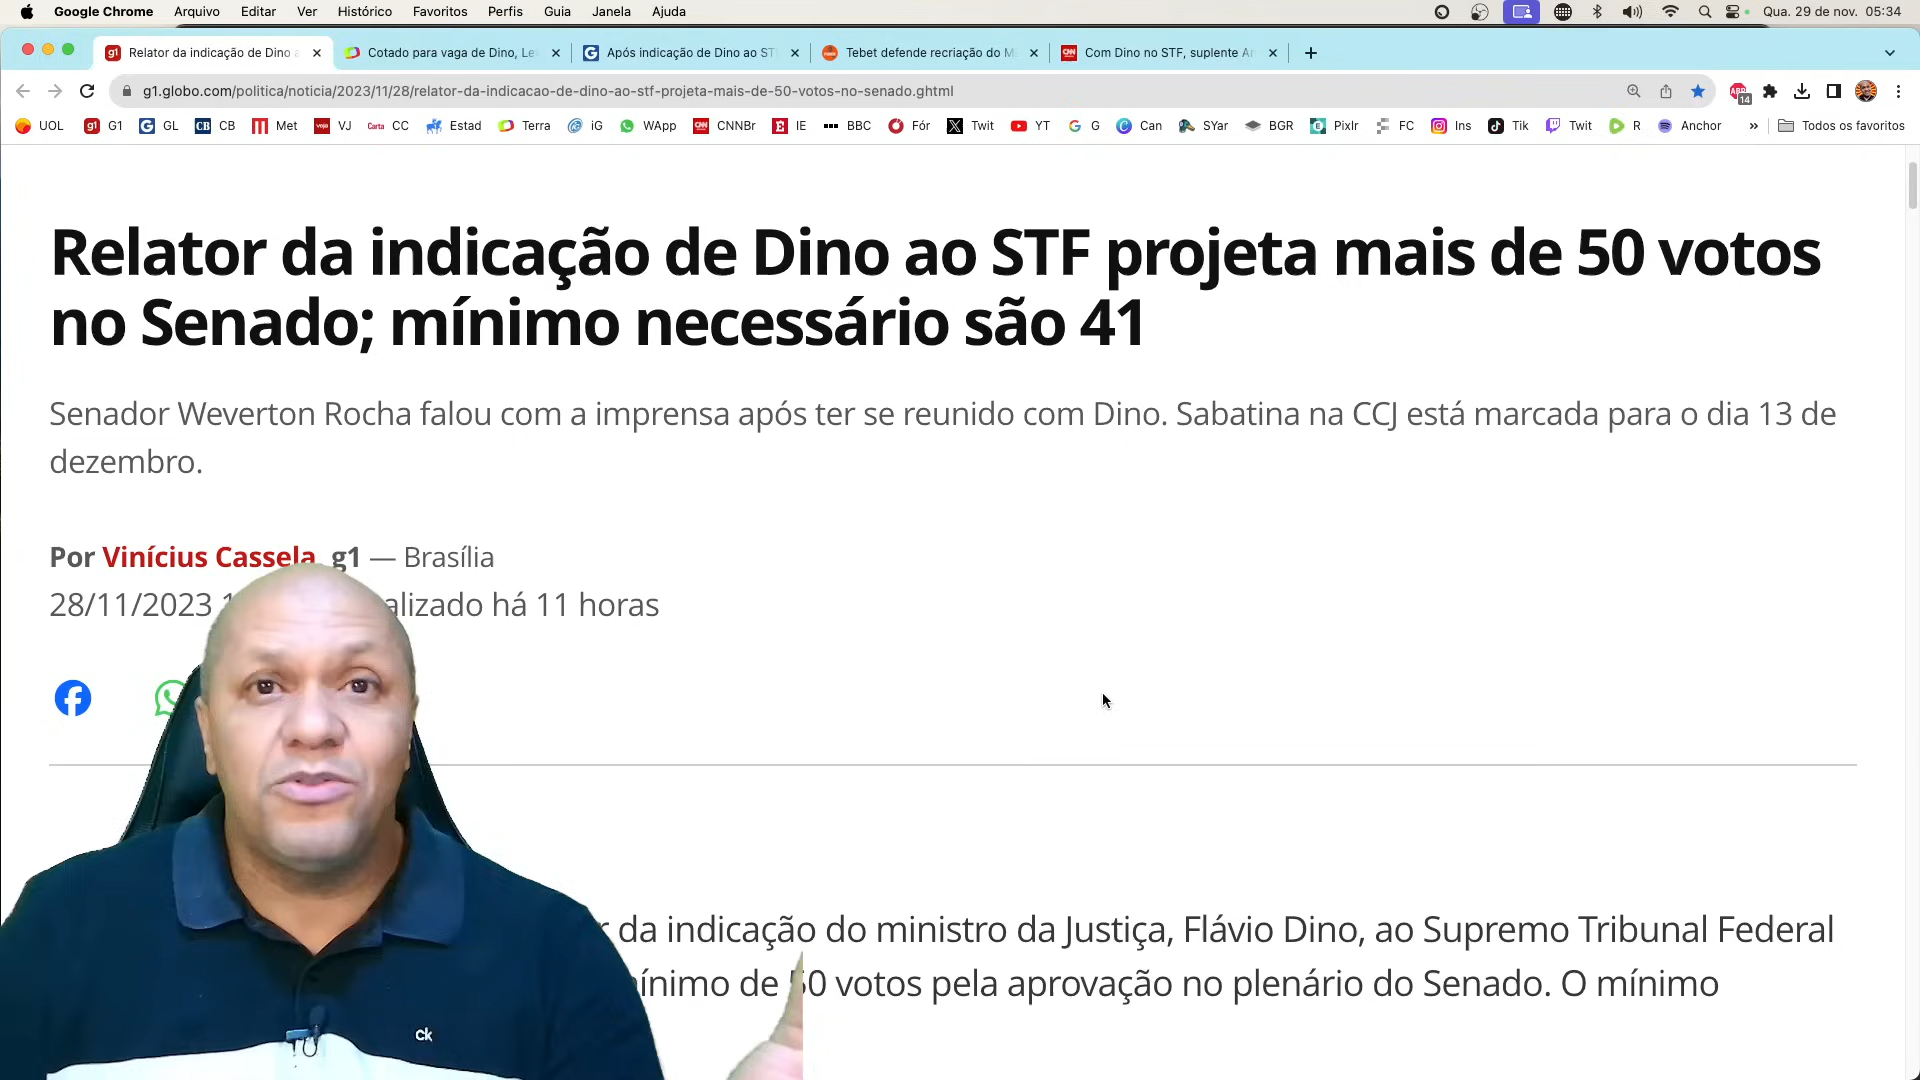 Google Chrome Arquivo Editar Ver Histórico Favoritos Perfis Guia Janela Ajuda Qua. 29 de nov. 05:34
Relator da indicação de Dino a Cotado para vaga de Dino, Le Após indicação de Dino ao ST Tebet defende recriação do M Com Dino no STF, suplente An
g1.globo.com/politica/noticia/2023/11/28/relator-da-indicacao-de-dino-ao-stf-projeta-mais-de-50-votos-no-senado.ghtml ABP 14
UOL G1 GL CB Met VJ CC Estad Terra iG WApp CNNBr IE BBC Fór Twit YT G Can SYar BGR Pixlr FC Ins Tik Twit R Anchor » Todos os favoritos
Relator da indicação de Dino ao STF projeta mais de 50 votos
no Senado; mínimo necessário são 41
Senador Weverton Rocha falou com a imprensa após ter se reunido com Dino. Sabatina na CCJ está marcada para o dia 13 de
dezembro.
Por Vinícius Cassela, g1 — Brasília
28/11/2023 alizado há 11 horas
r da indicação do ministro da Justiça, Flávio Dino, ao Supremo Tribunal Federal
ínimo de 50 votos pela aprovação no plenário do Senado. O mínimo
ck